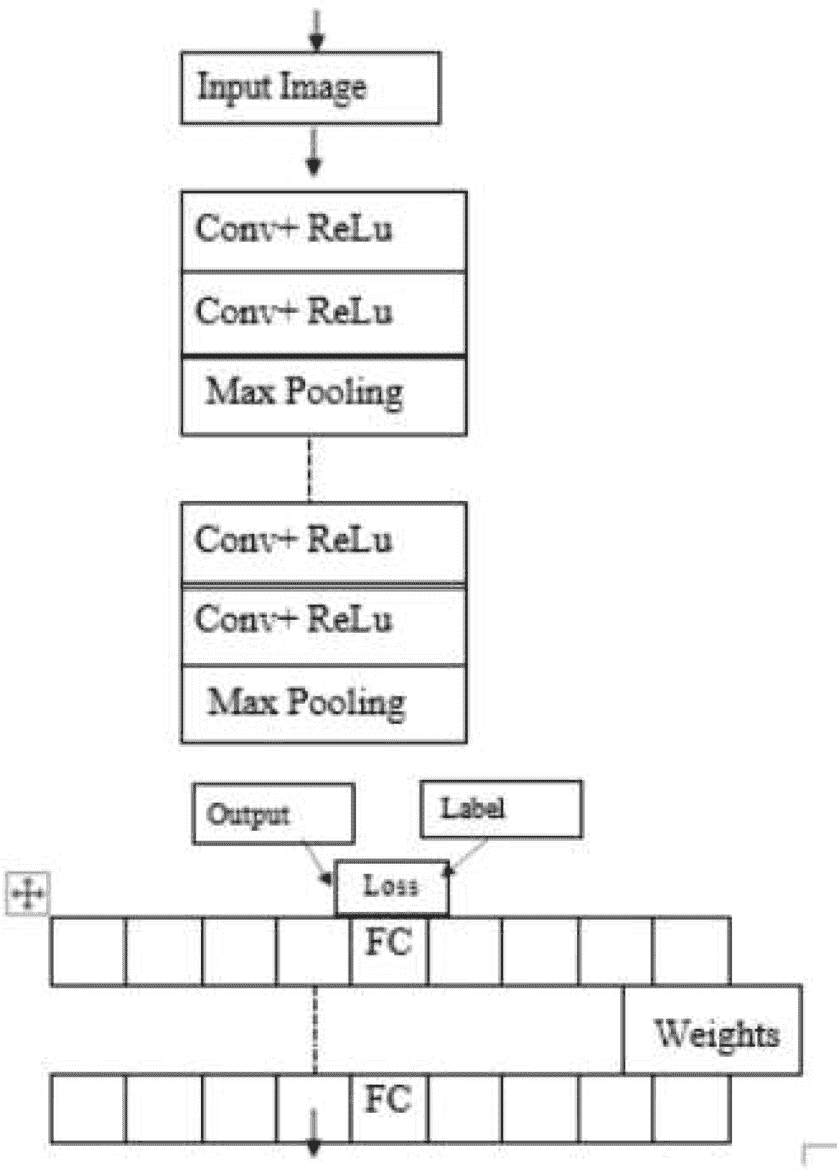 Input Image
Conv+ ReLu
Conv+ ReLu
Max Pooling
Conv+ ReLu
Conv+ ReLu
Max Pooling
Output
Label
Loss
FC
Weights
FC